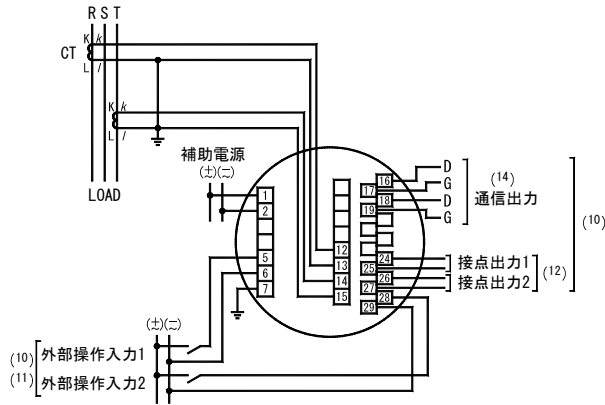 R S T
K k
CT
L l
K k
L l
LOAD
補助電源
(±)(∓)
1
2
5
6
7
12
13
14
15
16
17
18
19
24
25
26
27
28
29
D
G
D
G
(14)
通信出力
(10)
接点出力1
接点出力2
(12)
(±)(∓)
(10)
(11)
外部操作入力1
外部操作入力2